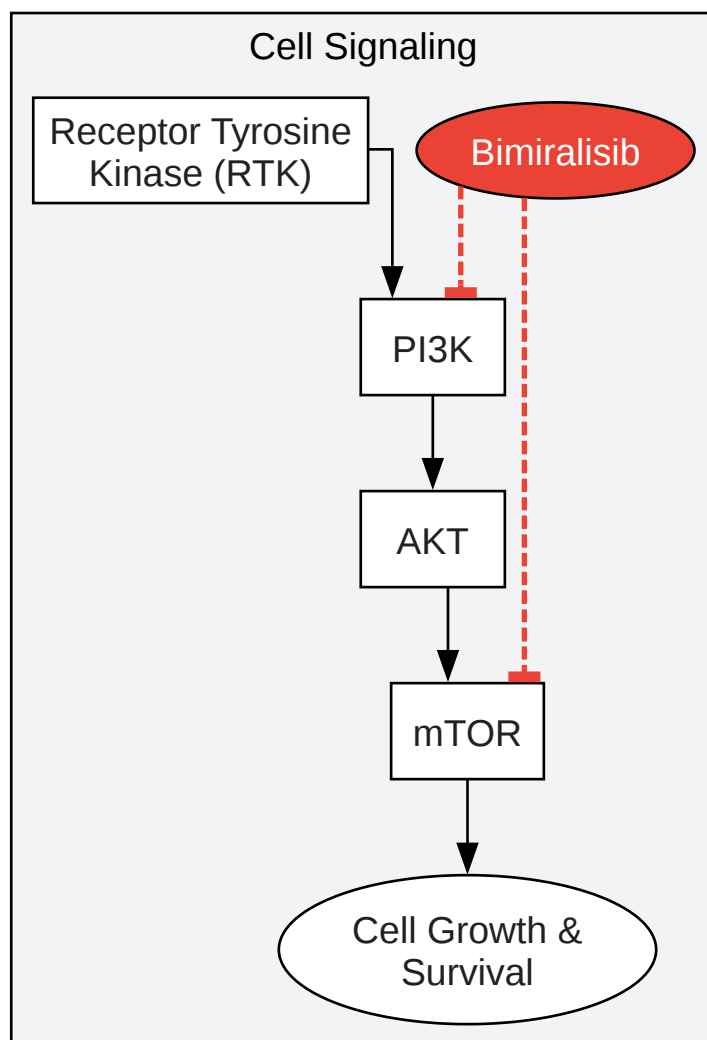 Cell Signaling
Receptor Tyrosine
Kinase (RTK)
Bimiralisib
PI3K
AKT
mTOR
Cell Growth &
Survival